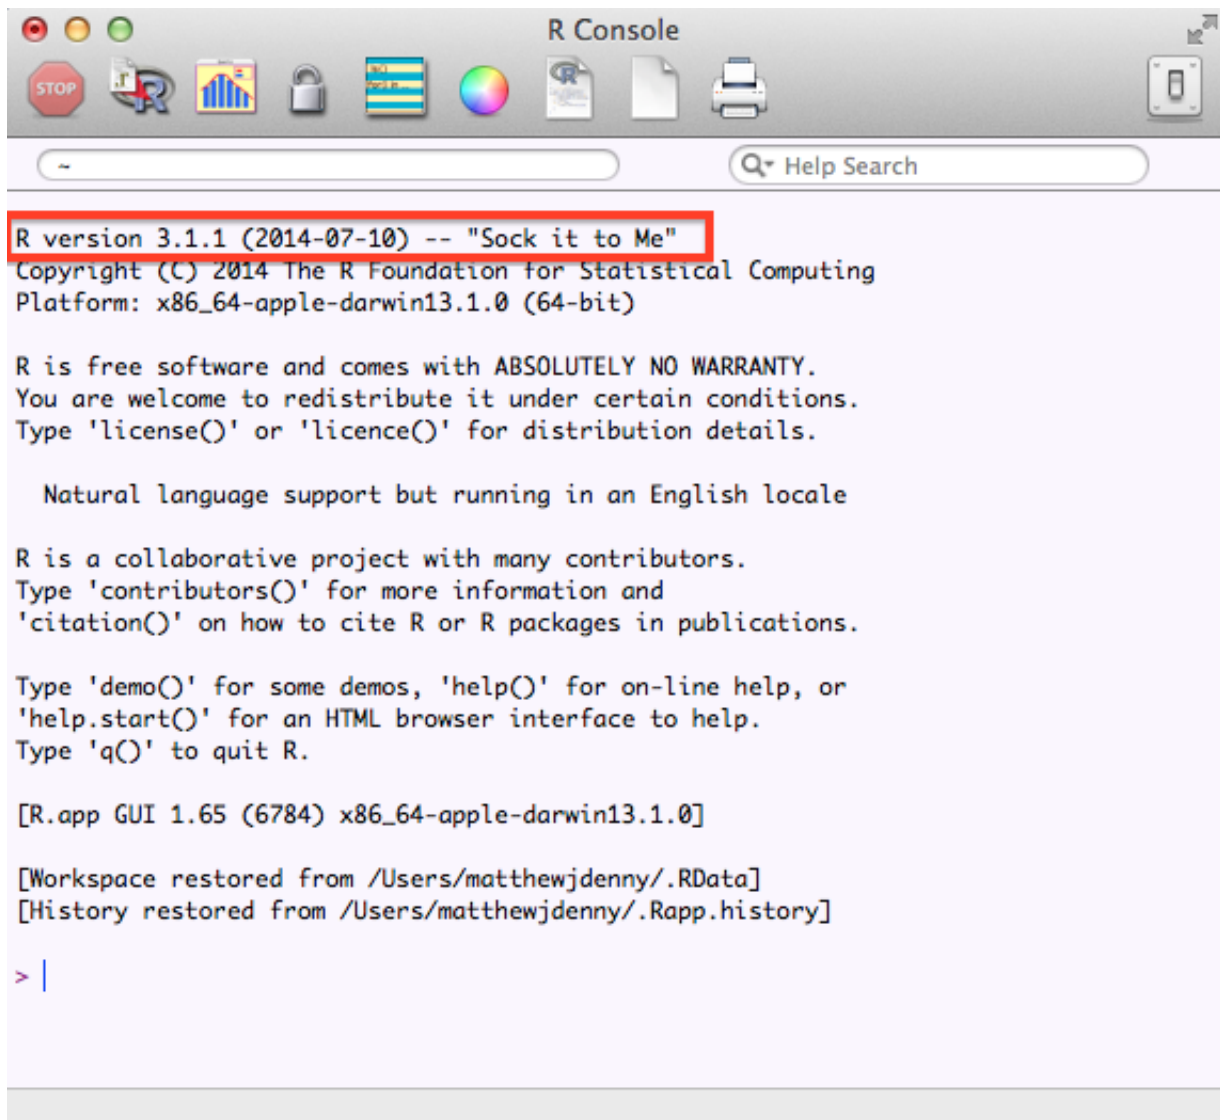 R Console
STOP
~
Help Search
R version 3.1.1 (2014-07-10) -- "Sock it to Me"
Copyright (C) 2014 The R Foundation for Statistical Computing
Platform: x86_64-apple-darwin13.1.0 (64-bit)
R is free software and comes with ABSOLUTELY NO WARRANTY.
You are welcome to redistribute it under certain conditions.
Type 'license()' or 'licence()' for distribution details.
Natural language support but running in an English locale
R is a collaborative project with many contributors.
Type 'contributors()' for more information and
'citation()' on how to cite R or R packages in publications.
Type 'demo()' for some demos, 'help()' for on-line help, or
'help.start()' for an HTML browser interface to help.
Type 'q()' to quit R.
[R.app GUI 1.65 (6784) x86_64-apple-darwin13.1.0]
[Workspace restored from /Users/matthewjdenny/.RData]
[History restored from /Users/matthewjdenny/.Rapp.history]
>